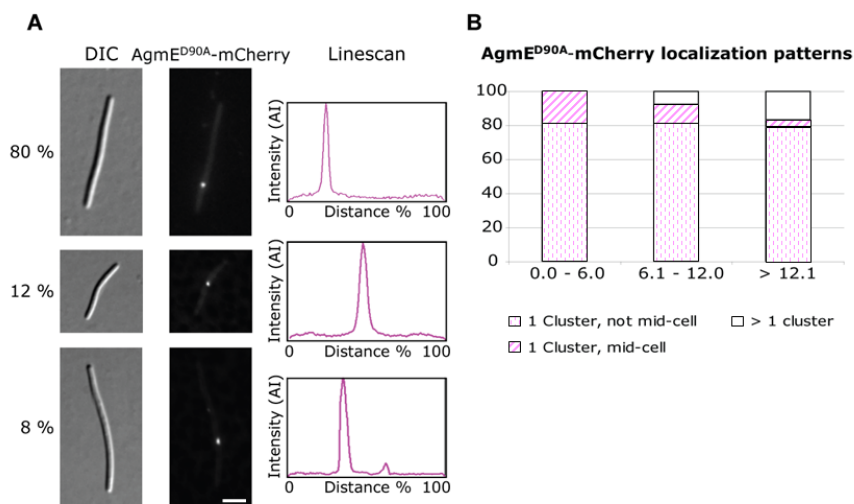 A
DIC AgmE^D90A-mCherry Linescan
80 %
Intensity (AI)
0 Distance % 100
12 %
Intensity (AI)
0 Distance % 100
8 %
Intensity (AI)
0 Distance % 100
B
AgmE^D90A-mCherry localization patterns
100
80
60
40
20
0
0.0 - 6.0 6.1 - 12.0 > 12.1
1 Cluster, not mid-cell > 1 cluster
1 Cluster, mid-cell